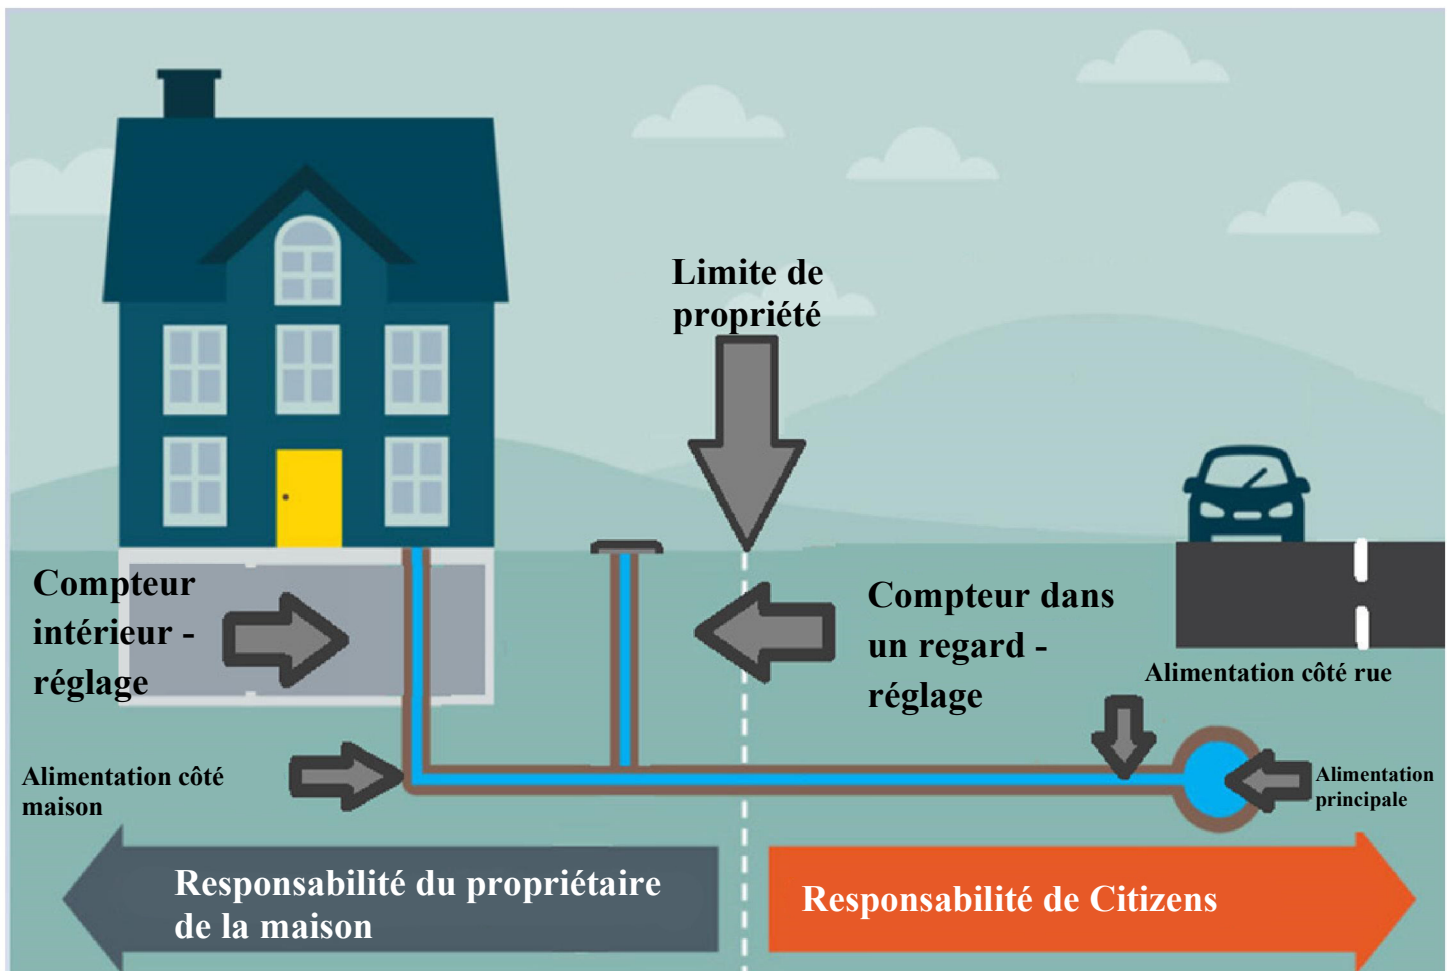 Limite de
propriété
Compteur
intérieur -
réglage
Compteur dans
un regard -
réglage
Alimentation côté rue
Alimentation côté
maison
Alimentation
principale
Responsabilité du propriétaire
de la maison
Responsabilité de Citizens